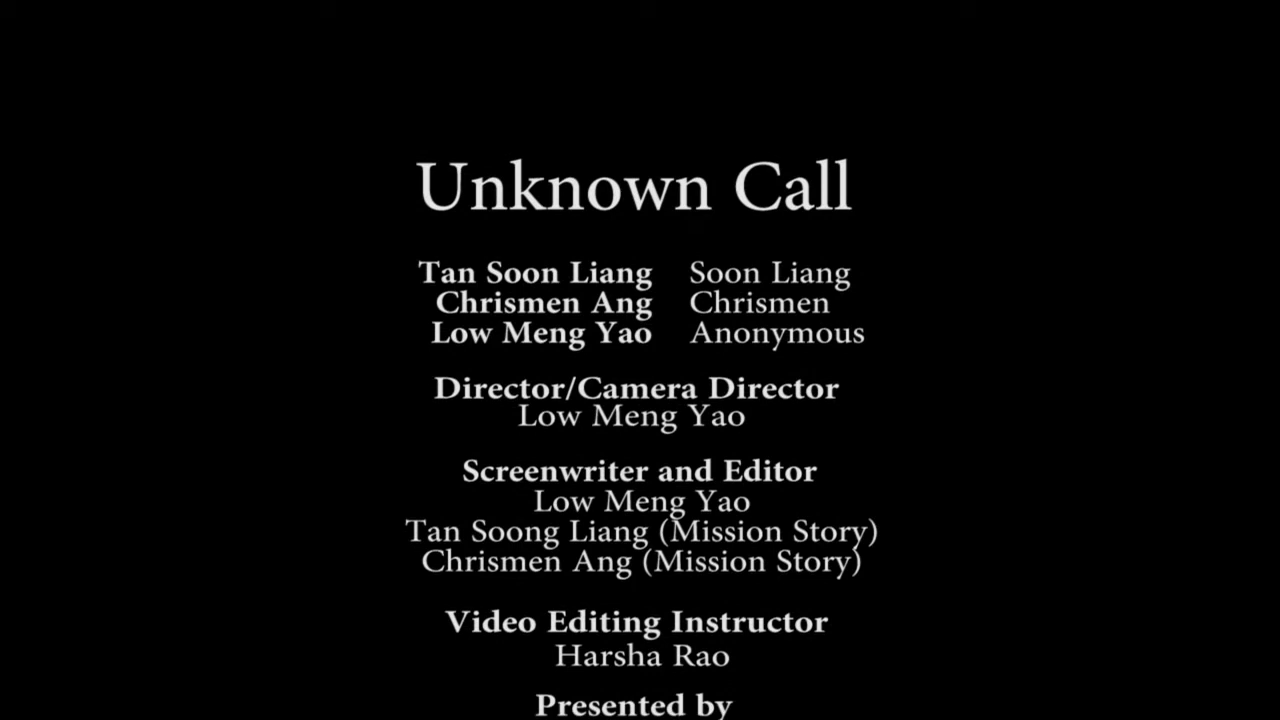 Unknown Call
Tan Soon Liang Soon Liang
Chrismen Ang Chrismen
Low Meng Yao Anonymous
Director/Camera Director
Low Meng Yao
Screenwriter and Editor
Low Meng Yao
Tan Soong Liang (Mission Story)
Chrismen Ang (Mission Story)
Video Editing Instructor
Harsha Rao
Presented by